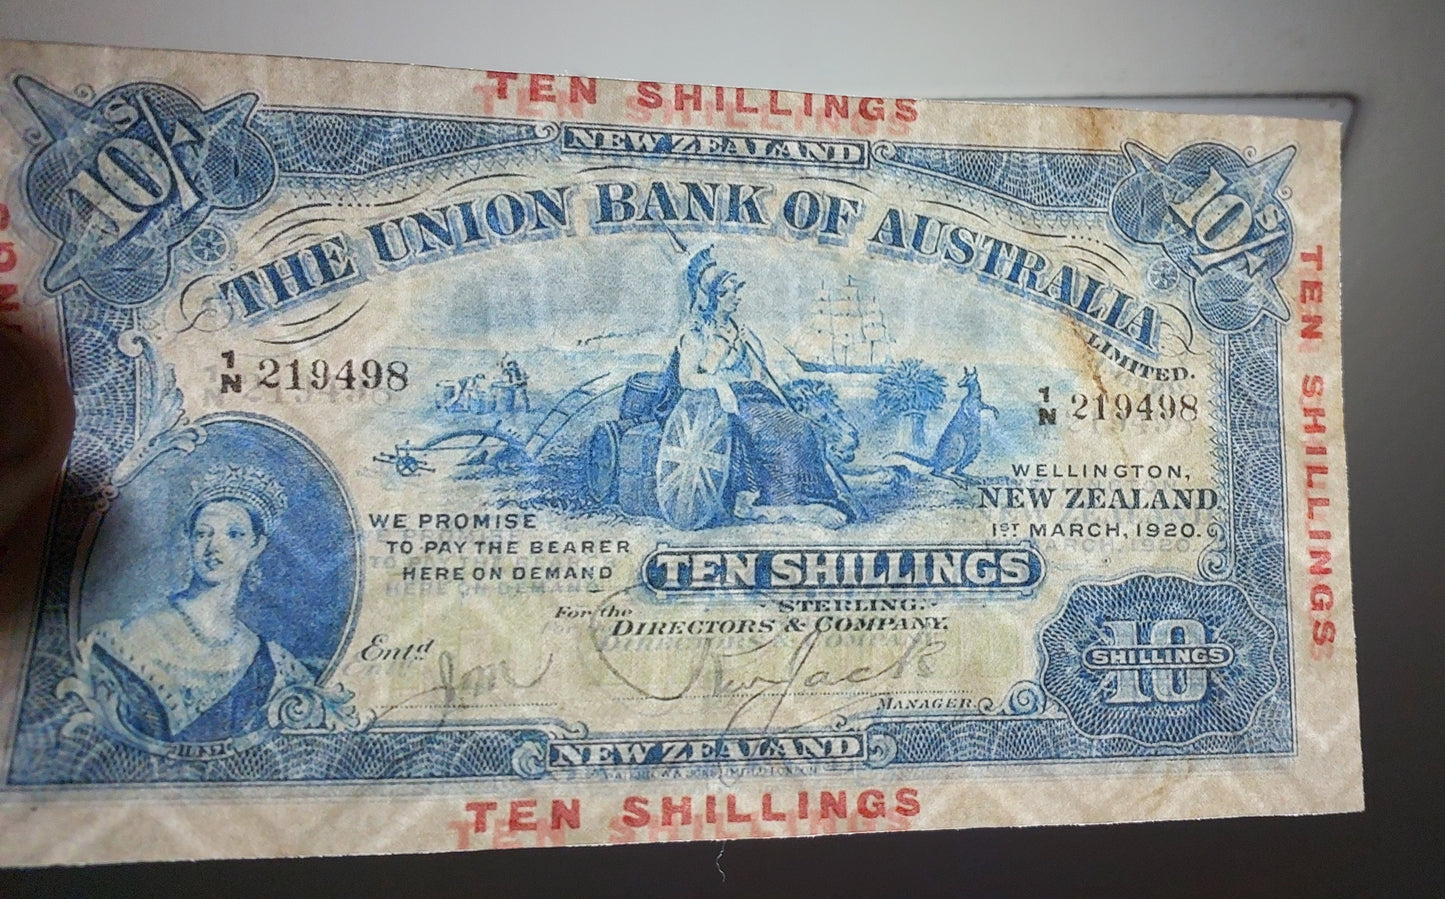 TEN SHILLINGS
NEW ZEALAND
10/S
10/S
THE UNION BANK OF AUSTRALIA
LIMITED.
1/N 219498
1/N 219498
WELLINGTON,
NEW ZEALAND
1ST MARCH, 1920.
WE PROMISE
TO PAY THE BEARER
HERE ON DEMAND
TEN SHILLINGS
STERLING.
For the
DIRECTORS & COMPANY.
Entd
Jack
MANAGER
10
SHILLINGS
NEW ZEALAND
TEN SHILLINGS
TEN SHILLINGS